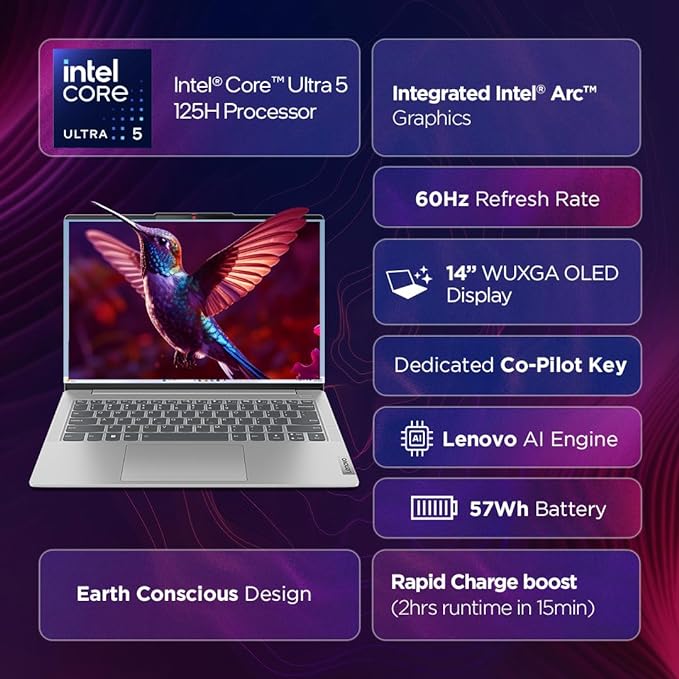 intel
CORE
ULTRA 5
Intel® Core™ Ultra 5
125H Processor
Integrated Intel® Arc™
Graphics
60Hz Refresh Rate
14” WUXGA OLED
Display
Dedicated Co-Pilot Key
AI
Lenovo AI Engine
57Wh Battery
Lenovo
Earth Conscious Design
Rapid Charge boost
(2hrs runtime in 15min)